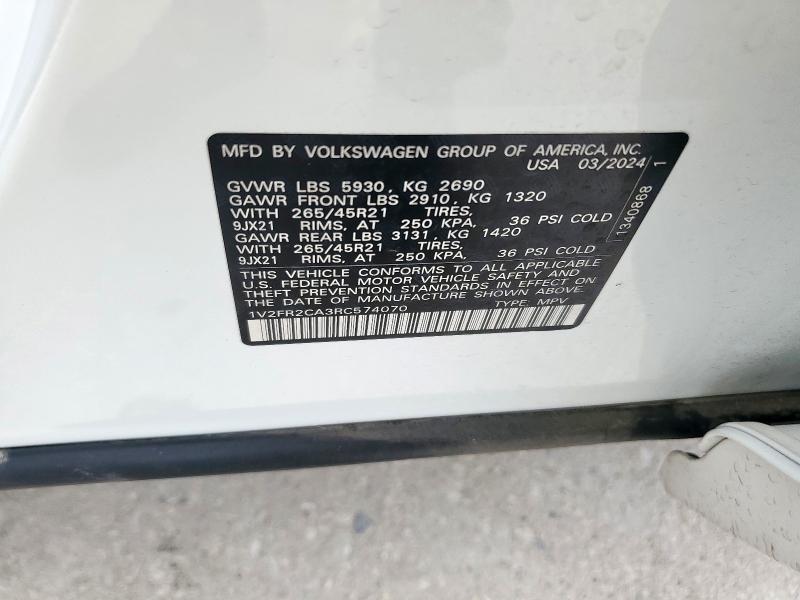 MFD BY VOLKSWAGEN GROUP OF AMERICA, INC.
USA 03/2024
GVWR LBS 5930, KG 2690
GAWR FRONT LBS 2910, KG 1320
WITH 265/45R21 TIRES,
9JX21 RIMS, AT 250 KPA, 36 PSI COLD
GAWR REAR LBS 3131, KG 1420
WITH 265/45R21 TIRES,
9JX21 RIMS, AT 250 KPA, 36 PSI COLD
THIS VEHICLE CONFORMS TO ALL APPLICABLE
U.S. FEDERAL MOTOR VEHICLE SAFETY AND
THEFT PREVENTION STANDARDS IN EFFECT ON
THE DATE OF MANUFACTURE SHOWN ABOVE.
1V2FR2CA3RC574070 TYPE: MPV
1340868 1